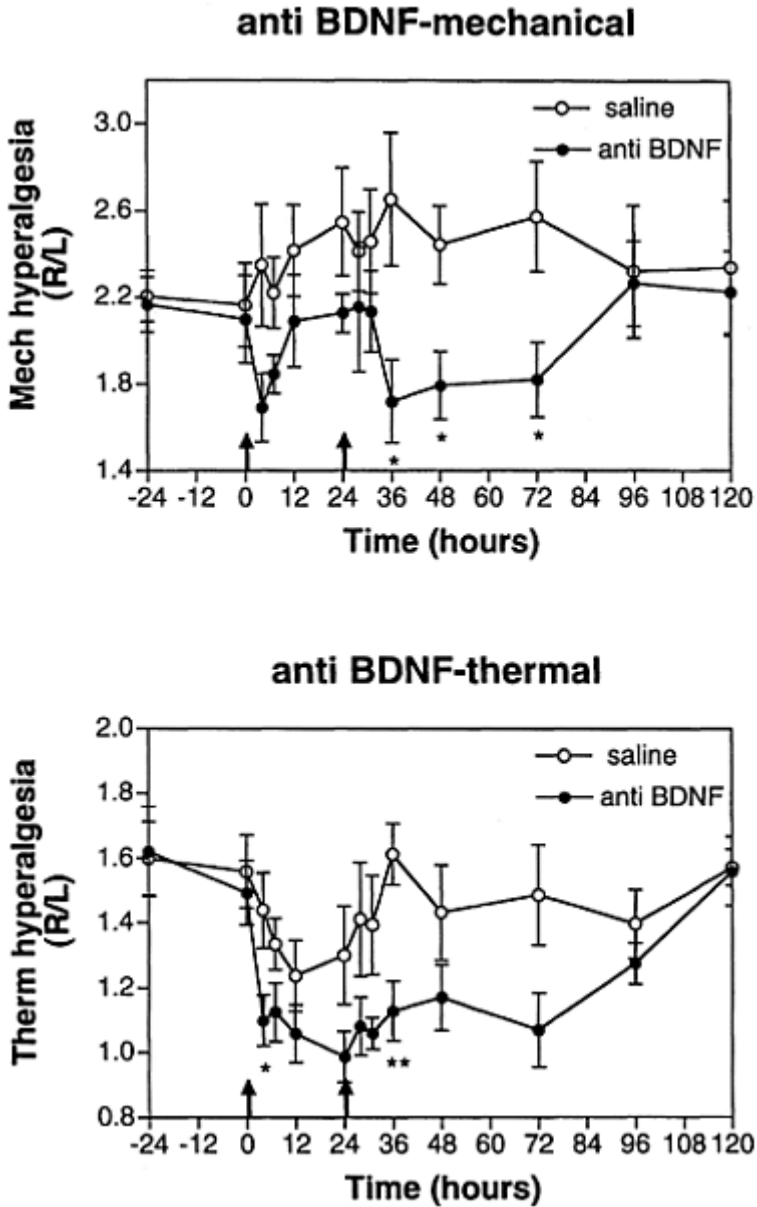 anti BDNF-mechanical
saline
anti BDNF
Mech hyperalgesia
(R/L)
3.0
2.6
2.2
1.8
1.4
* * *
-24 -12 0 12 24 36 48 60 72 84 96 108 120
Time (hours)
anti BDNF-thermal
saline
anti BDNF
Therm hyperalgesia
(R/L)
2.0
1.8
1.6
1.4
1.2
1.0
0.8
* **
-24 -12 0 12 24 36 48 60 72 84 96 108 120
Time (hours)